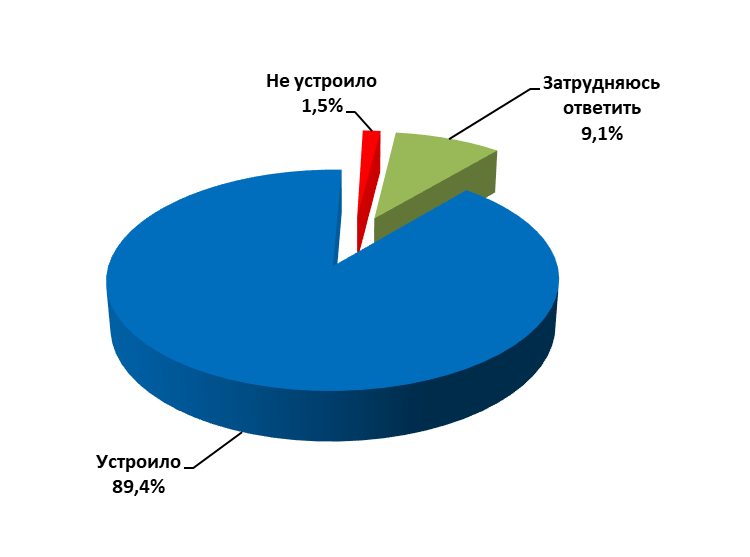 Не устроило
1,5%
Затрудняюсь
ответить
9,1%
Устроило
89,4%